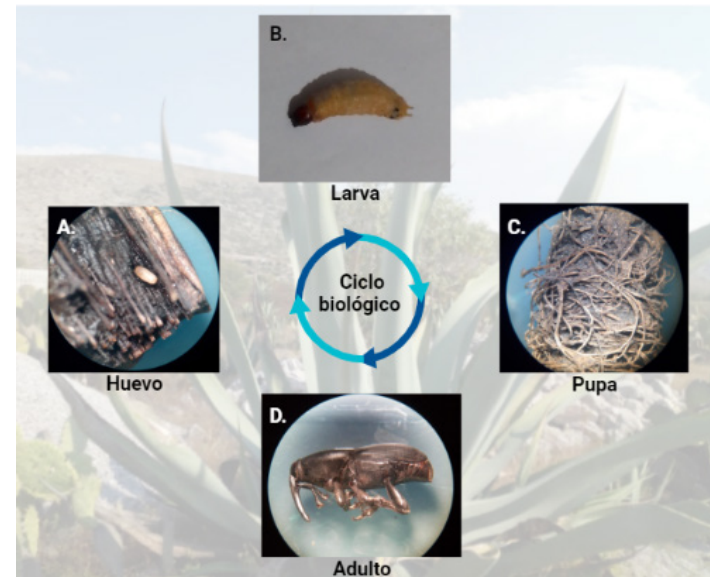 B.
Larva
A.
Huevo
Ciclo
biológico
C.
Pupa
D.
Adulto